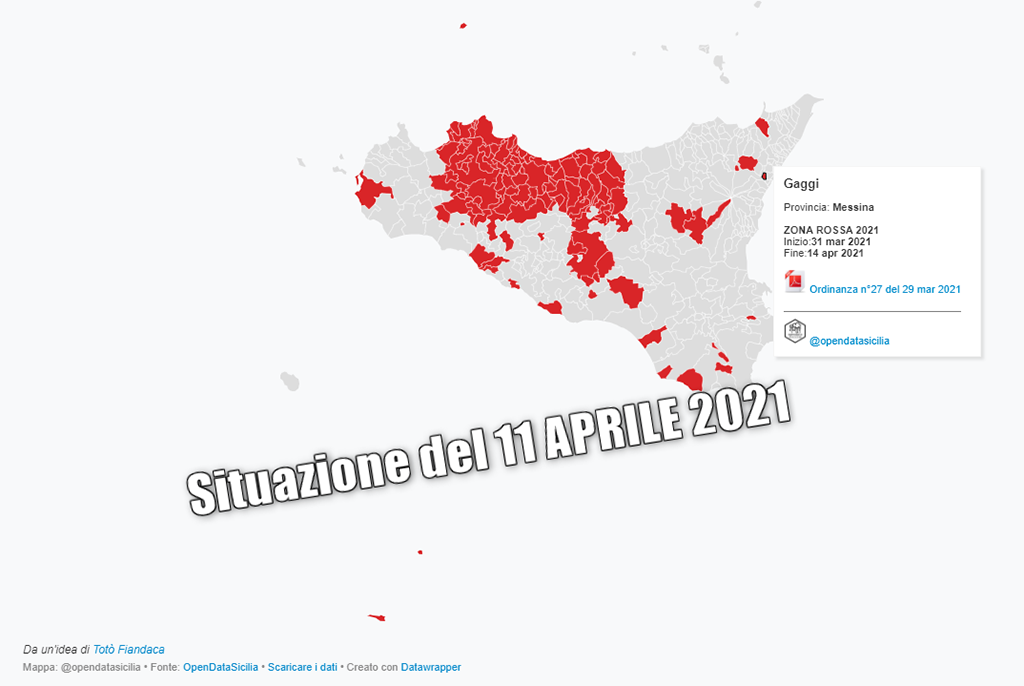 Gaggi
Provincia: Messina
ZONA ROSSA 2021
Inizio:31 mar 2021
Fine:14 apr 2021
Ordinanza n°27 del 29 mar 2021
@opendatasicilia
Situazione del 11 APRILE 2021
Da un'idea di Totò Fiandaca
Mappa: @opendatasicilia • Fonte: OpenDataSicilia • Scaricare i dati • Creato con Datawrapper